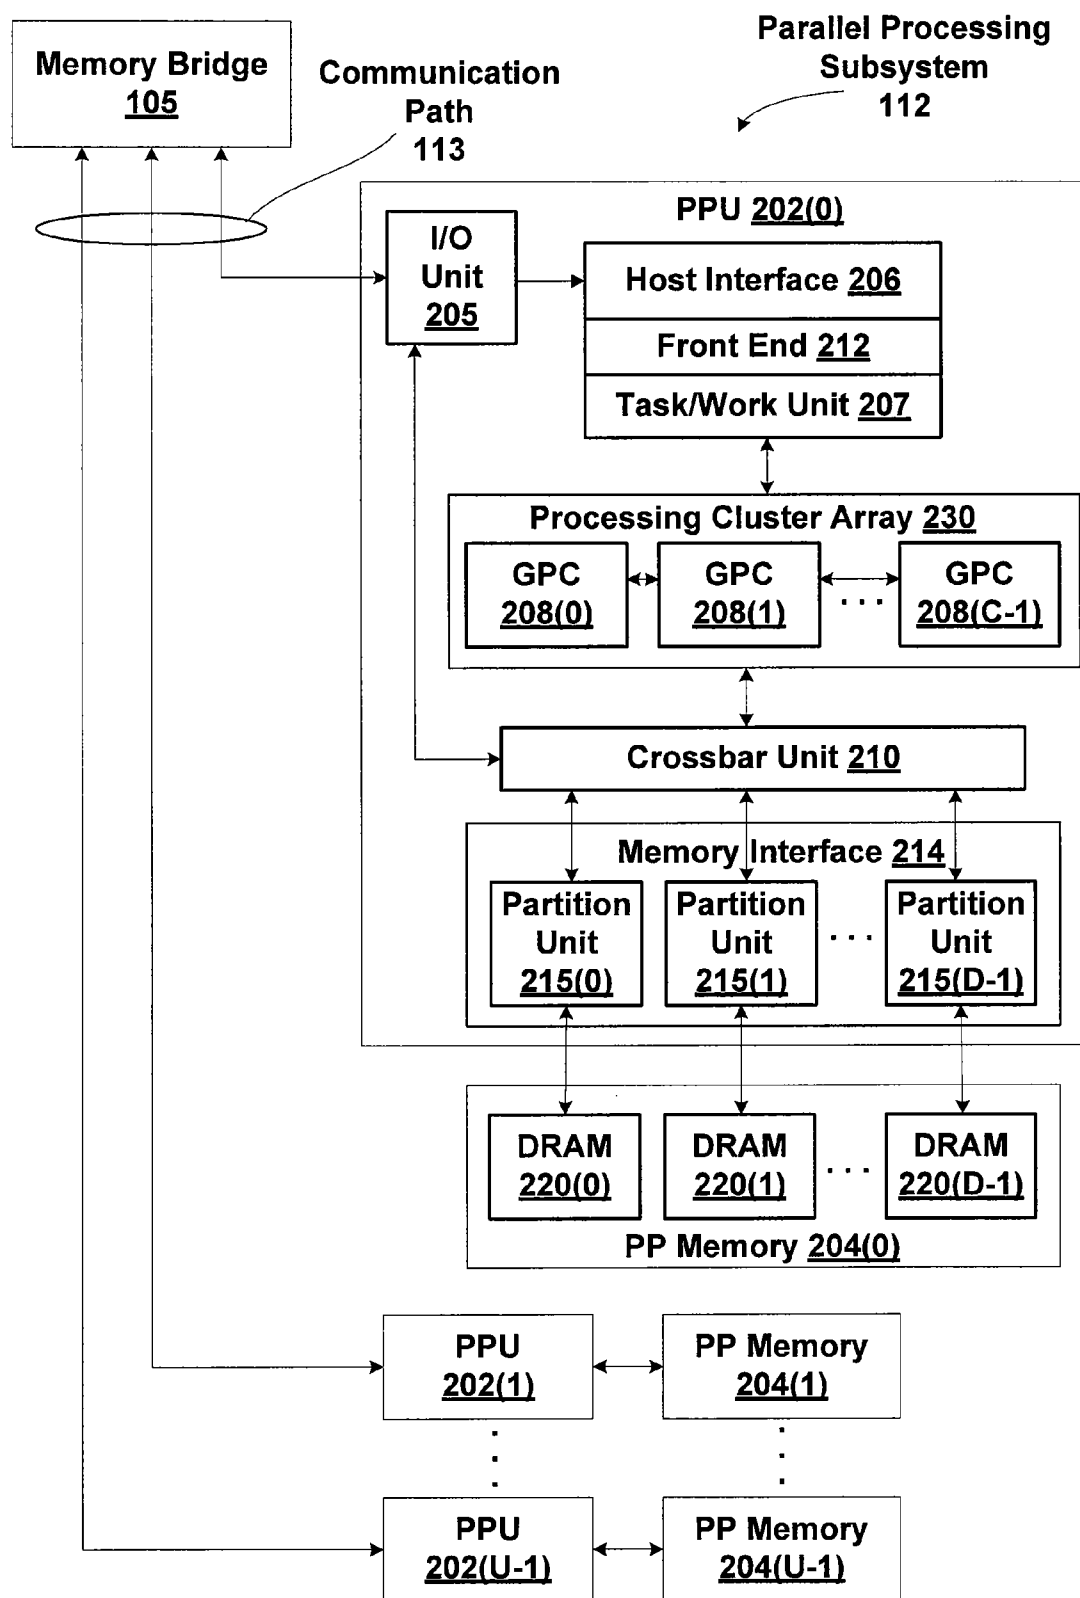 Memory Bridge
105
Communication
Path
113
Parallel Processing
Subsystem
112
PPU 202(0)
I/O
Unit
205
Host Interface 206
Front End 212
Task/Work Unit 207
Processing Cluster Array 230
GPC
208(0)
GPC
208(1)
. . .
GPC
208(C-1)
Crossbar Unit 210
Memory Interface 214
Partition
Unit
215(0)
Partition
Unit
215(1)
. . .
Partition
Unit
215(D-1)
DRAM
220(0)
DRAM
220(1)
. . .
DRAM
220(D-1)
PP Memory 204(0)
PPU
202(1)
PP Memory
204(1)
PPU
202(U-1)
PP Memory
204(U-1)